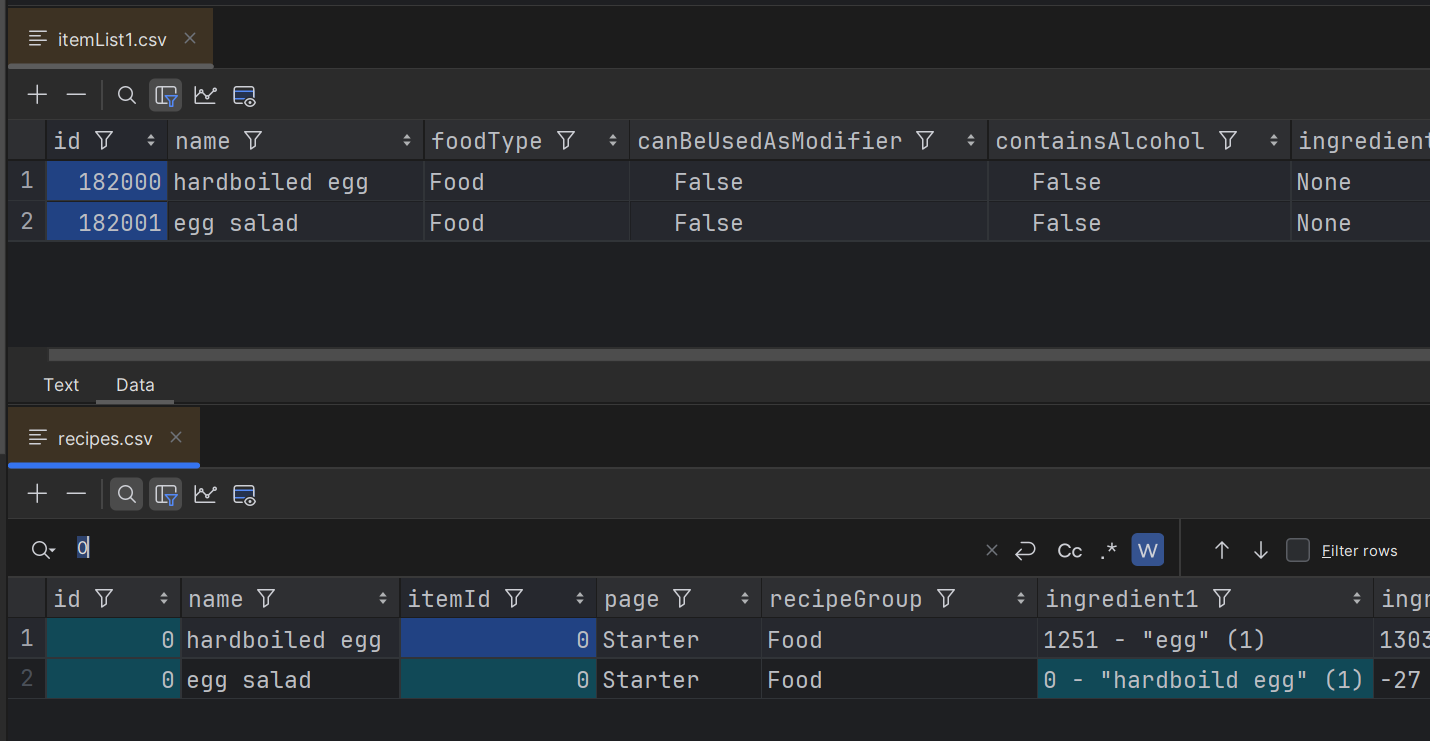 itemList1.csv
id name foodType canBeUsedAsModifier containsAlcohol ingredient
1 182000 hardboiled egg Food False False None
2 182001 egg salad Food False False None
Text Data
recipes.csv
0 Cc .* W Filter rows
id name itemId page recipeGroup ingredient1 ingr
1 0 hardboiled egg 0 Starter Food 1251 - "egg" (1) 1303
2 0 egg salad 0 Starter Food 0 - "hardboild egg" (1) -27